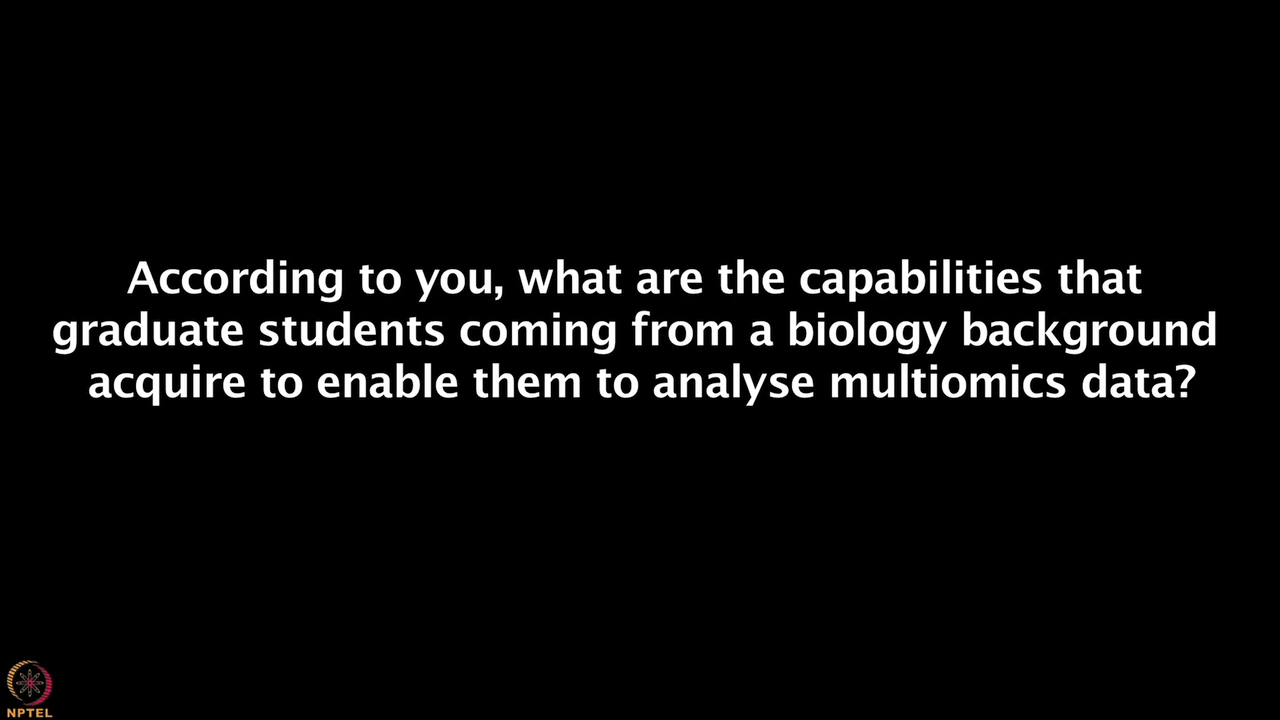 According to you, what are the capabilities that
graduate students coming from a biology background
acquire to enable them to analyse multiomics data?
NPTEL